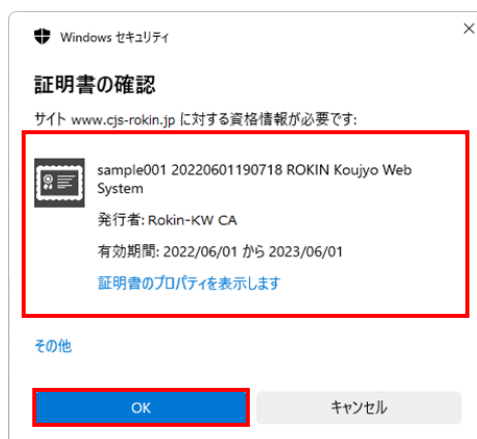 Windows セキュリティ
証明書の確認
サイト www.cjs-rokin.jp に対する資格情報が必要です:
sample001 20220601190718 ROKIN Koujyo Web
System
発行者: Rokin-KW CA
有効期間: 2022/06/01 から 2023/06/01
証明書のプロパティを表示します
その他
OK
キャンセル